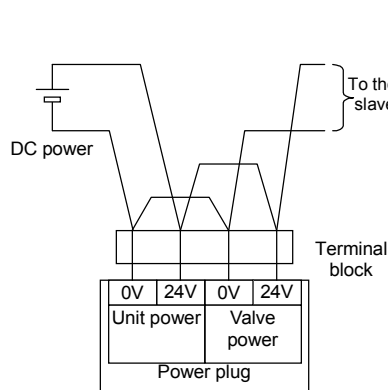 To the
slave
DC power
Terminal
block
0V 24V 0V 24V
Unit power Valve
power
Power plug